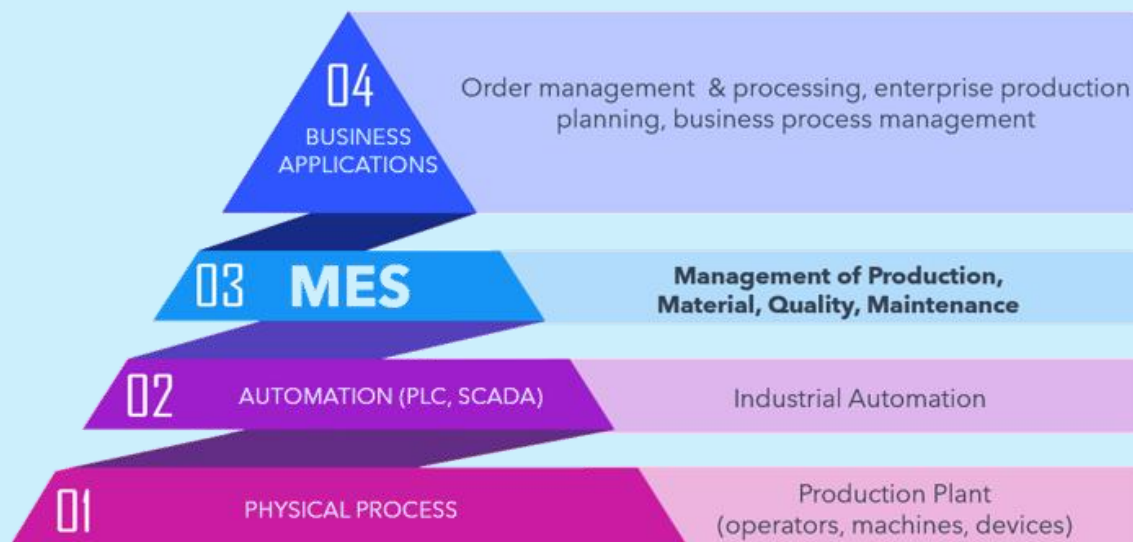 04
BUSINESS
APPLICATIONS
Order management & processing, enterprise production
planning, business process management
03 MES
Management of Production,
Material, Quality, Maintenance
02 AUTOMATION (PLC, SCADA)
Industrial Automation
01 PHYSICAL PROCESS
Production Plant
(operators, machines, devices)